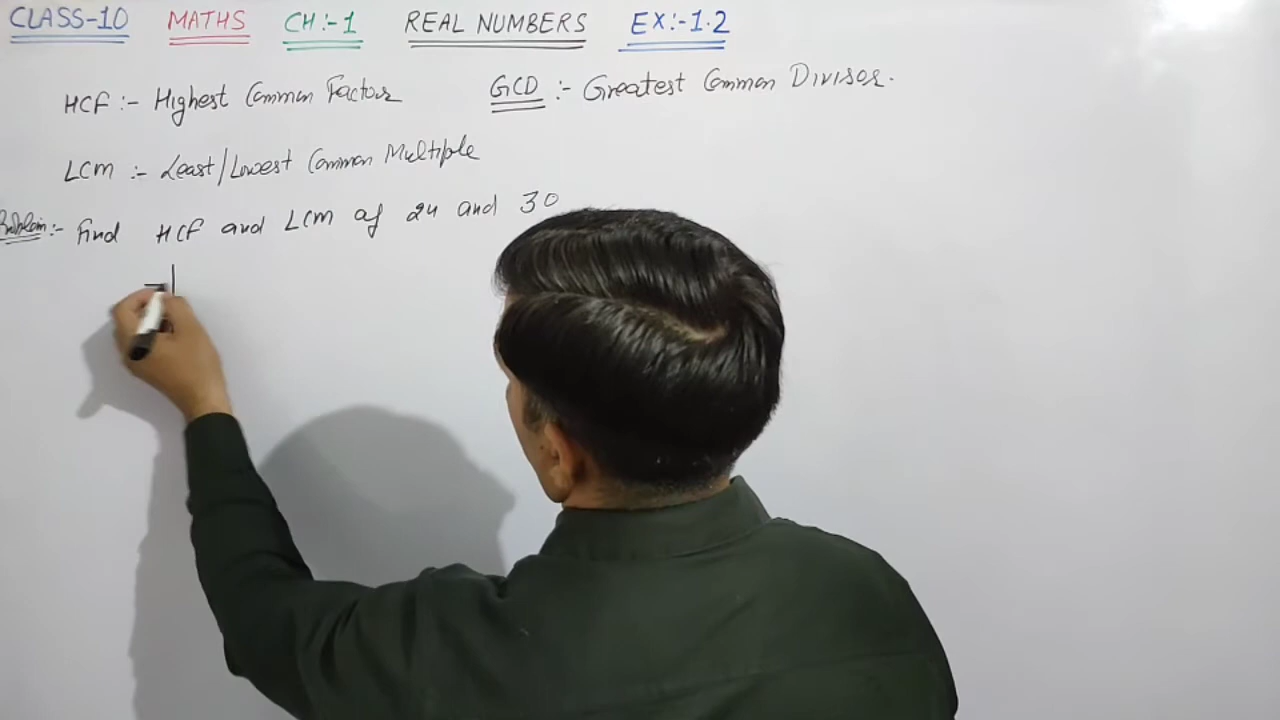 CLASS-10 MATHS CH:-1 REAL NUMBERS EX:-1.2
HCF :- Highest Common Factor GCD :- Greatest Common Divisor.
LCM :- Least/Lowest Common Multiple
Problem:- Find HCF and LCM of 24 and 30